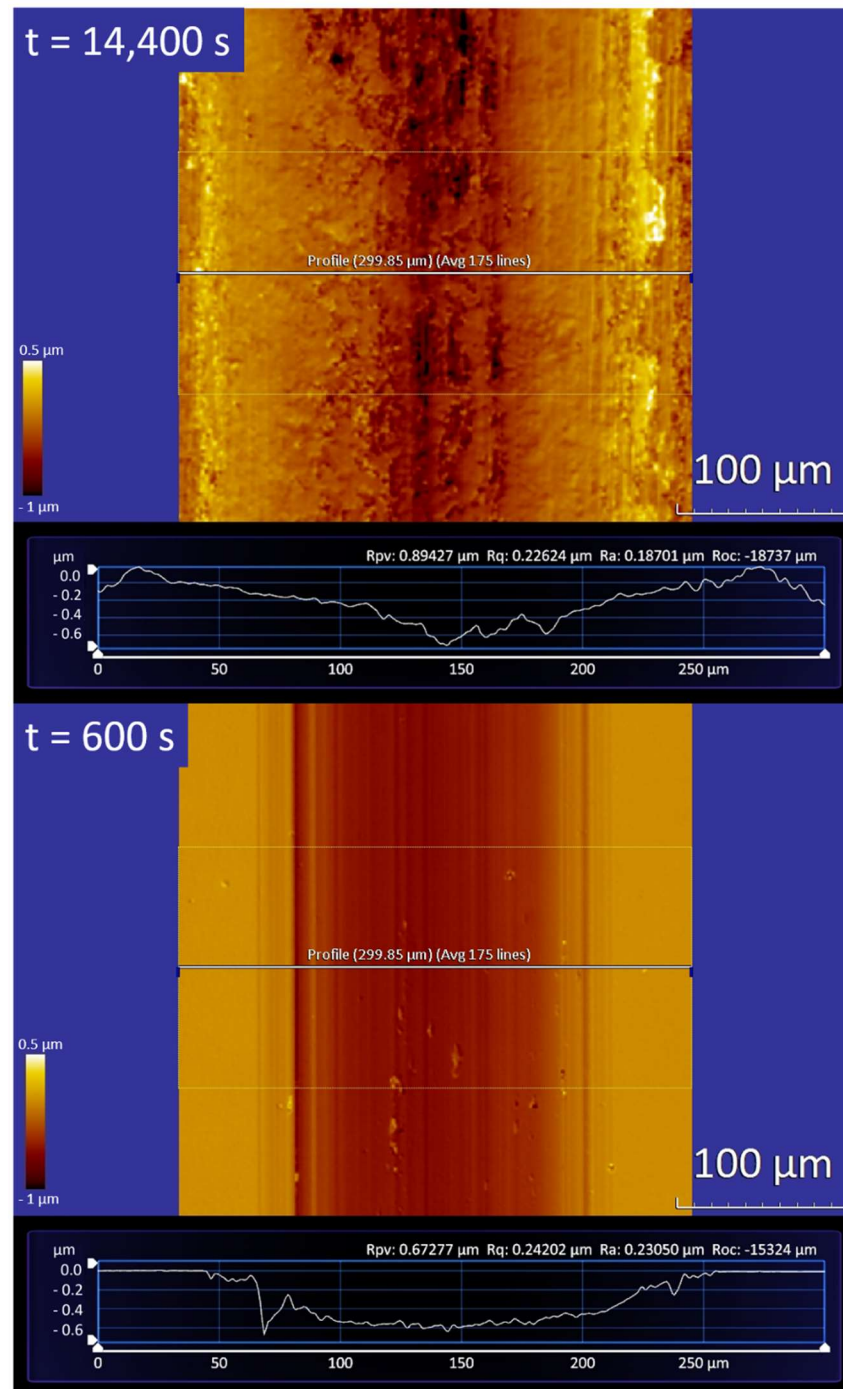 t = 14,400 s
Profile (299.85 µm) (Avg 175 lines)
0.5 µm
- 1 µm
100 µm
µm
Rpv: 0.89427 µm Rq: 0.22624 µm Ra: 0.18701 µm Roc: -18737 µm
0.0
- 0.2
- 0.4
- 0.6
0 50 100 150 200 250 µm
t = 600 s
Profile (299.85 µm) (Avg 175 lines)
0.5 µm
- 1 µm
100 µm
µm
Rpv: 0.67277 µm Rq: 0.24202 µm Ra: 0.23050 µm Roc: -15324 µm
0.0
- 0.2
- 0.4
- 0.6
0 50 100 150 200 250 µm